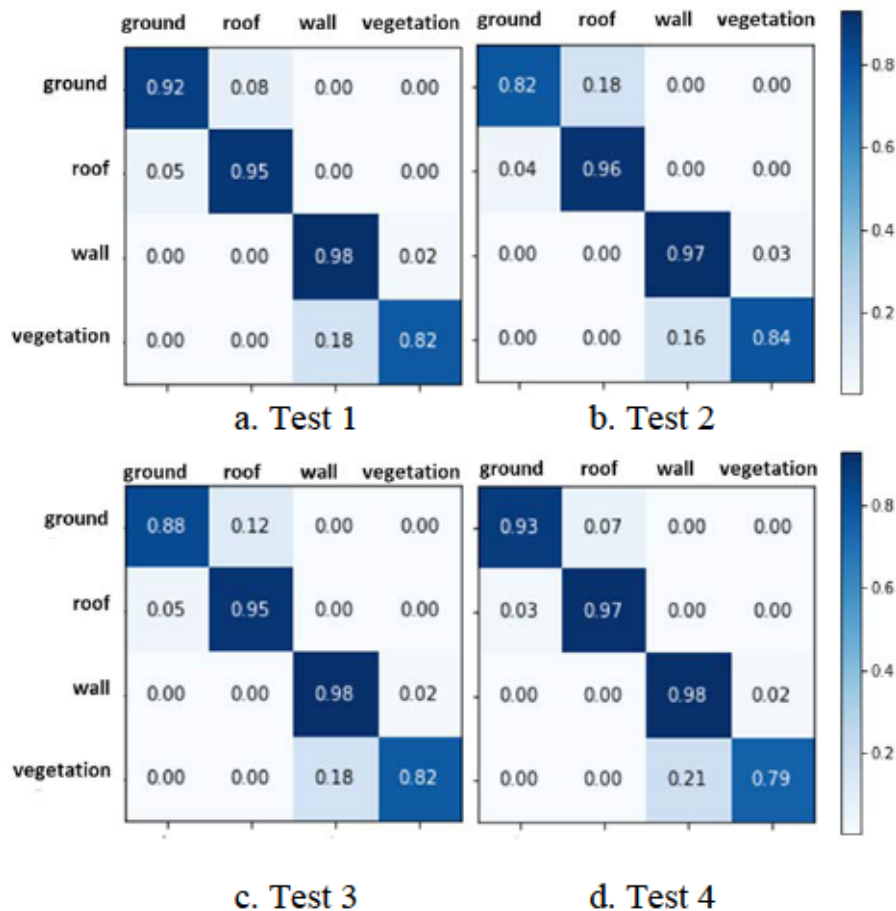 ground roof wall vegetation ground roof wall vegetation
ground 0.92 0.08 0.00 0.00 0.82 0.18 0.00 0.00 0.8
roof 0.05 0.95 0.00 0.00 0.04 0.96 0.00 0.00 0.6
0.4
wall 0.00 0.00 0.98 0.02 0.00 0.00 0.97 0.03
0.2
vegetation 0.00 0.00 0.18 0.82 0.00 0.00 0.16 0.84
a. Test 1 b. Test 2
ground roof wall vegetation ground roof wall vegetation
ground 0.88 0.12 0.00 0.00 0.93 0.07 0.00 0.00 0.8
roof 0.05 0.95 0.00 0.00 0.03 0.97 0.00 0.00 0.6
0.4
wall 0.00 0.00 0.98 0.02 0.00 0.00 0.98 0.02
0.2
vegetation 0.00 0.00 0.18 0.82 0.00 0.00 0.21 0.79
c. Test 3 d. Test 4